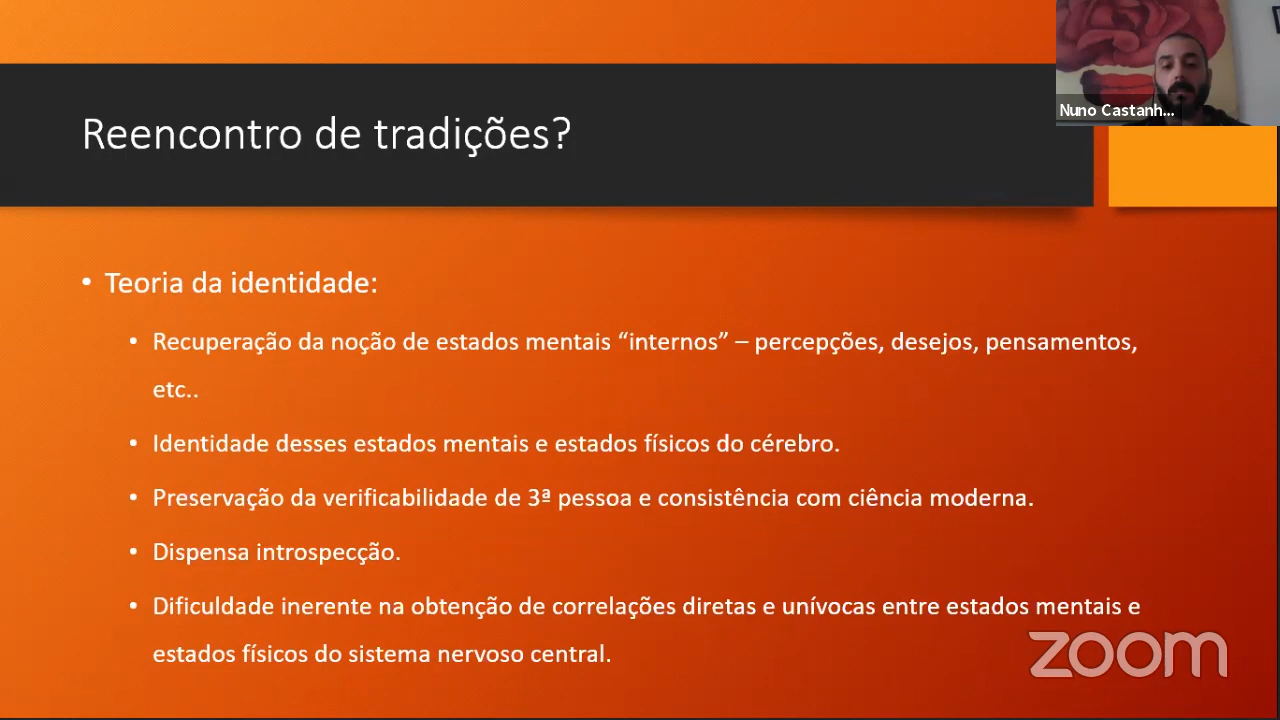 Nuno Castanh...
Reencontro de tradições?
• Teoria da identidade:
• Recuperação da noção de estados mentais “internos” – percepções, desejos, pensamentos,
etc..
• Identidade desses estados mentais e estados físicos do cérebro.
• Preservação da verificabilidade de 3ª pessoa e consistência com ciência moderna.
• Dispensa introspecção.
• Dificuldade inerente na obtenção de correlações diretas e unívocas entre estados mentais e
estados físicos do sistema nervoso central.
zoom